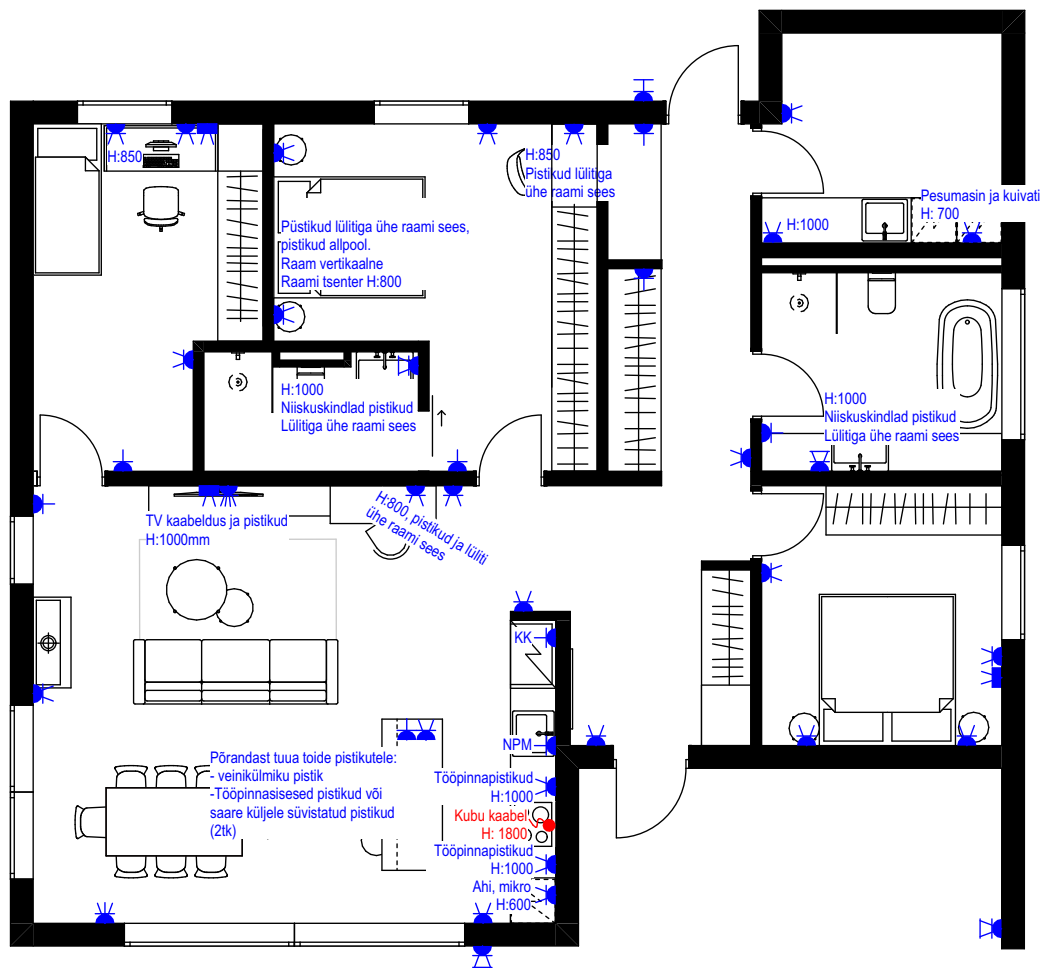 H:850
H:850
Pistikud lülitiga
ühe raami sees
Pesumasin ja kuivati
H: 700
H:1000
Püstikud lülitiga ühe raami sees,
pistikud allpool.
Raam vertikaalne
Raami tsenter H:800
H:1000
Niiskuskindlad pistikud
Lülitiga ühe raami sees
H:1000
Niiskuskindlad pistikud
Lülitiga ühe raami sees
TV kaabeldus ja pistikud
H:1000mm
H:800, pistikud ja lüliti
ühe raami sees
KK
NPM
Põrandast tuua toide pistikutele:
- veinikülmiku pistik
-Tööpinnasisesed pistikud või
saare küljele süvistatud pistikud
(2tk)
Tööpinnapistikud
H:1000
Kubu kaabel
H: 1800
Tööpinnapistikud
H:1000
Ahi, mikro
H:600